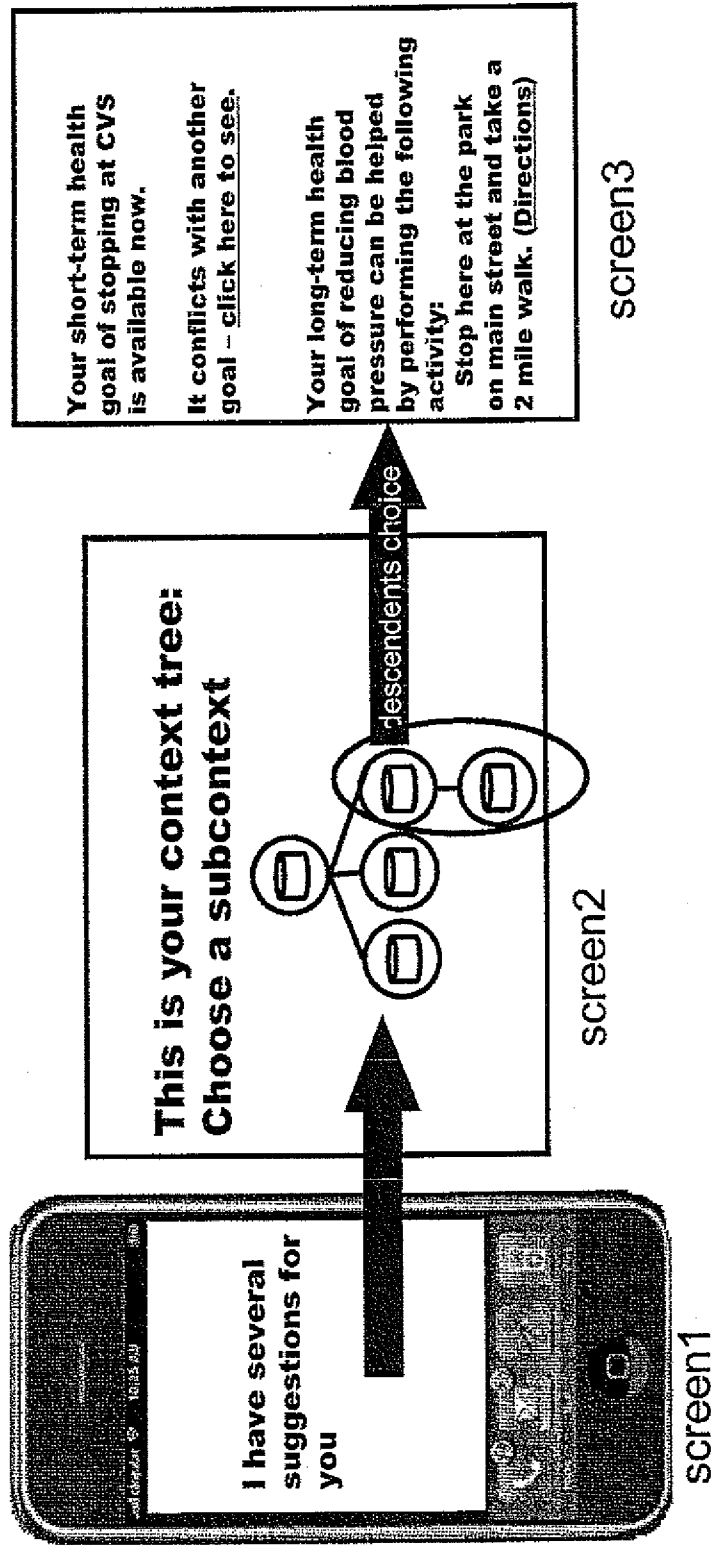 10:35 AM
I have several
suggestions for
you
screen1
This is your context tree:
Choose a subcontext
descendents choice
screen2
Your short-term health
goal of stopping at CVS
is available now.
It conflicts with another
goal – click here to see.
Your long-term health
goal of reducing blood
pressure can be helped
by performing the following
activity:
Stop here at the park
on main street and take a
2 mile walk. (Directions)
screen3